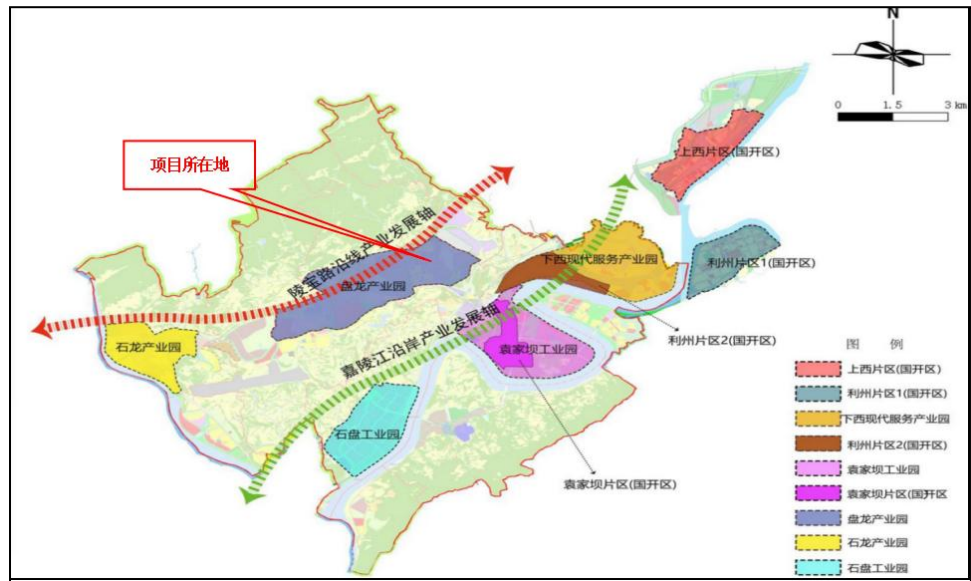 N
0 1.5 3 km
上西片区(国开区)
项目所在地
陵宝路沿线产业发展轴
下西现代服务产业园
利州片区1(国开区)
盘龙产业园
嘉陵江沿岸产业发展轴
利州片区2(国开区)
石龙产业园
袁家坝工业园
石盘工业园
袁家坝片区(国开区)
图 例
上西片区(国开区)
利州片区1(国开区)
下西现代服务产业园
利州片区2(国开区)
袁家坝工业园
袁家坝片区(国开区
盘龙产业园
石龙产业园
石盘工业园